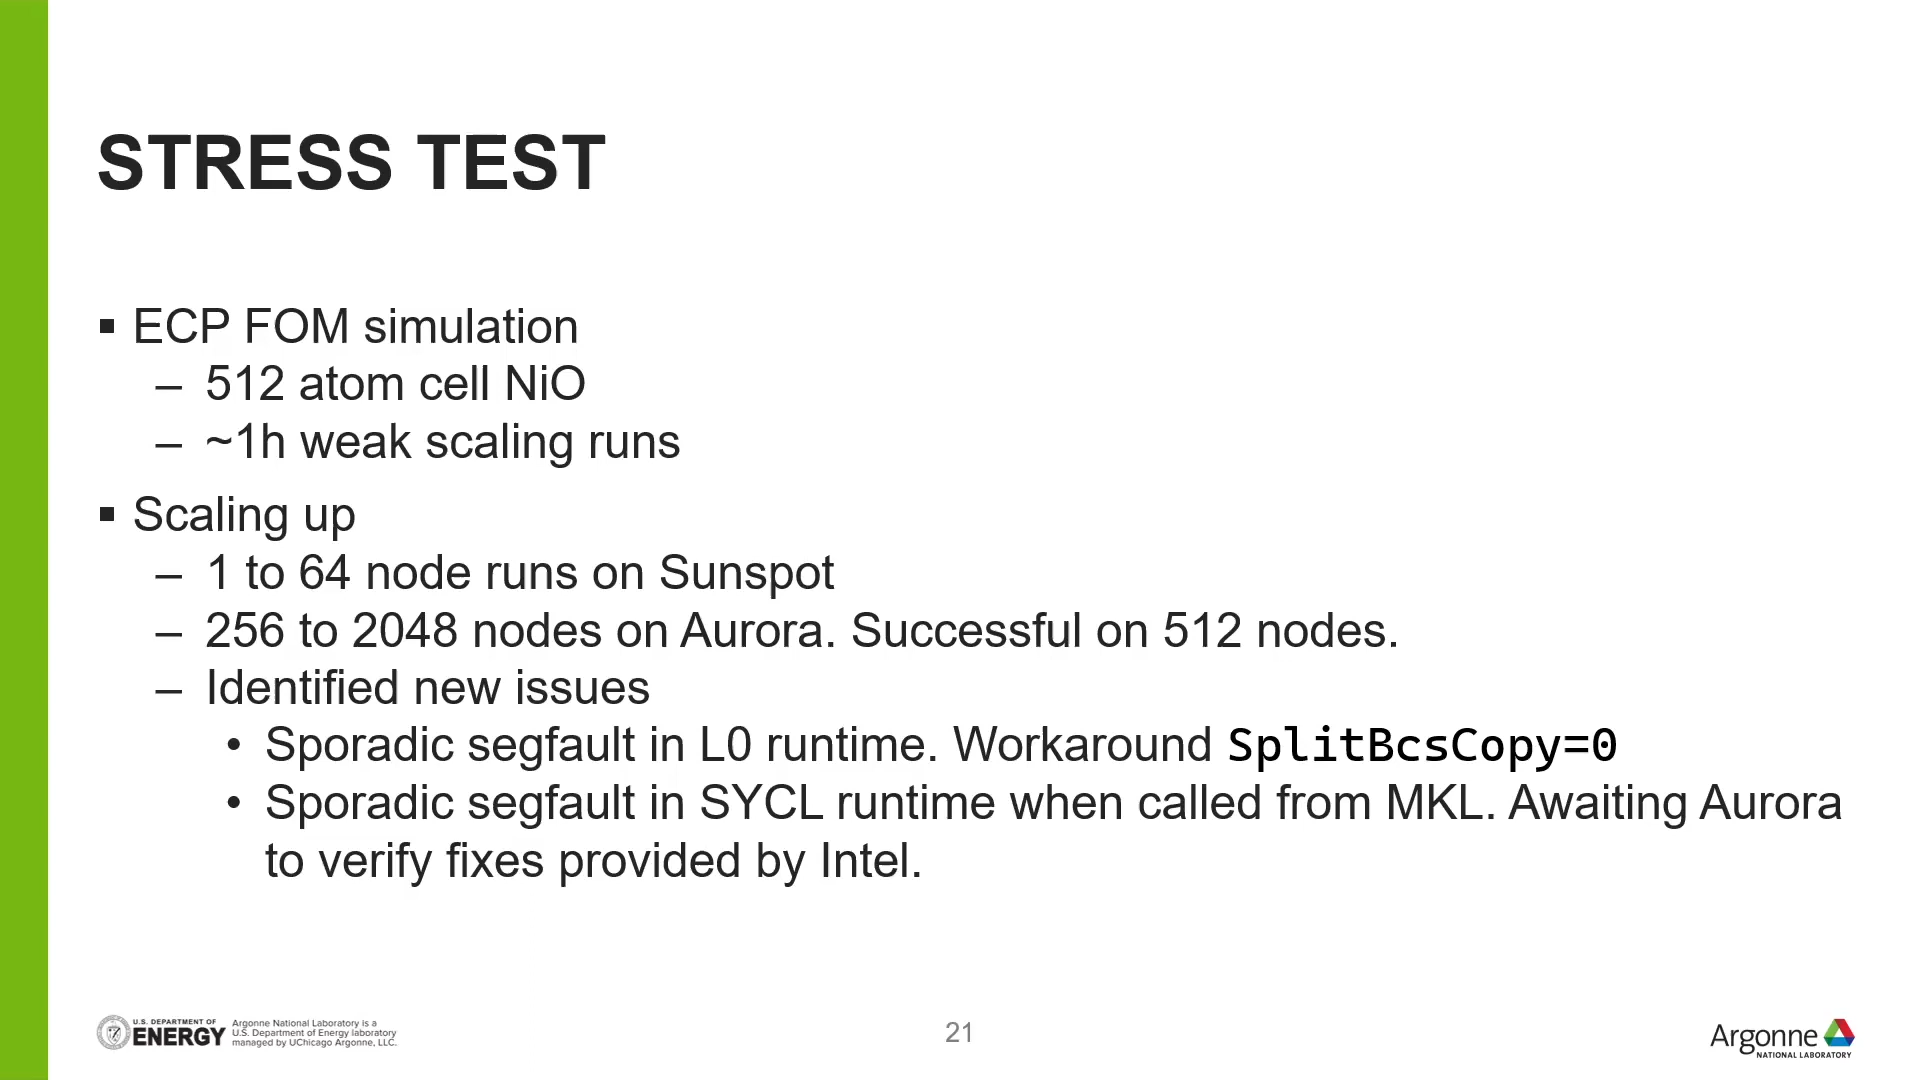 STRESS TEST
▪ ECP FOM simulation
– 512 atom cell NiO
– ~1h weak scaling runs
▪ Scaling up
– 1 to 64 node runs on Sunspot
– 256 to 2048 nodes on Aurora. Successful on 512 nodes.
– Identified new issues
• Sporadic segfault in L0 runtime. Workaround SplitBcsCopy=0
• Sporadic segfault in SYCL runtime when called from MKL. Awaiting Aurora
to verify fixes provided by Intel.
U.S. DEPARTMENT OF
ENERGY
Argonne National Laboratory is a
U.S. Department of Energy laboratory
managed by UChicago Argonne, LLC.
21
Argonne
NATIONAL LABORATORY